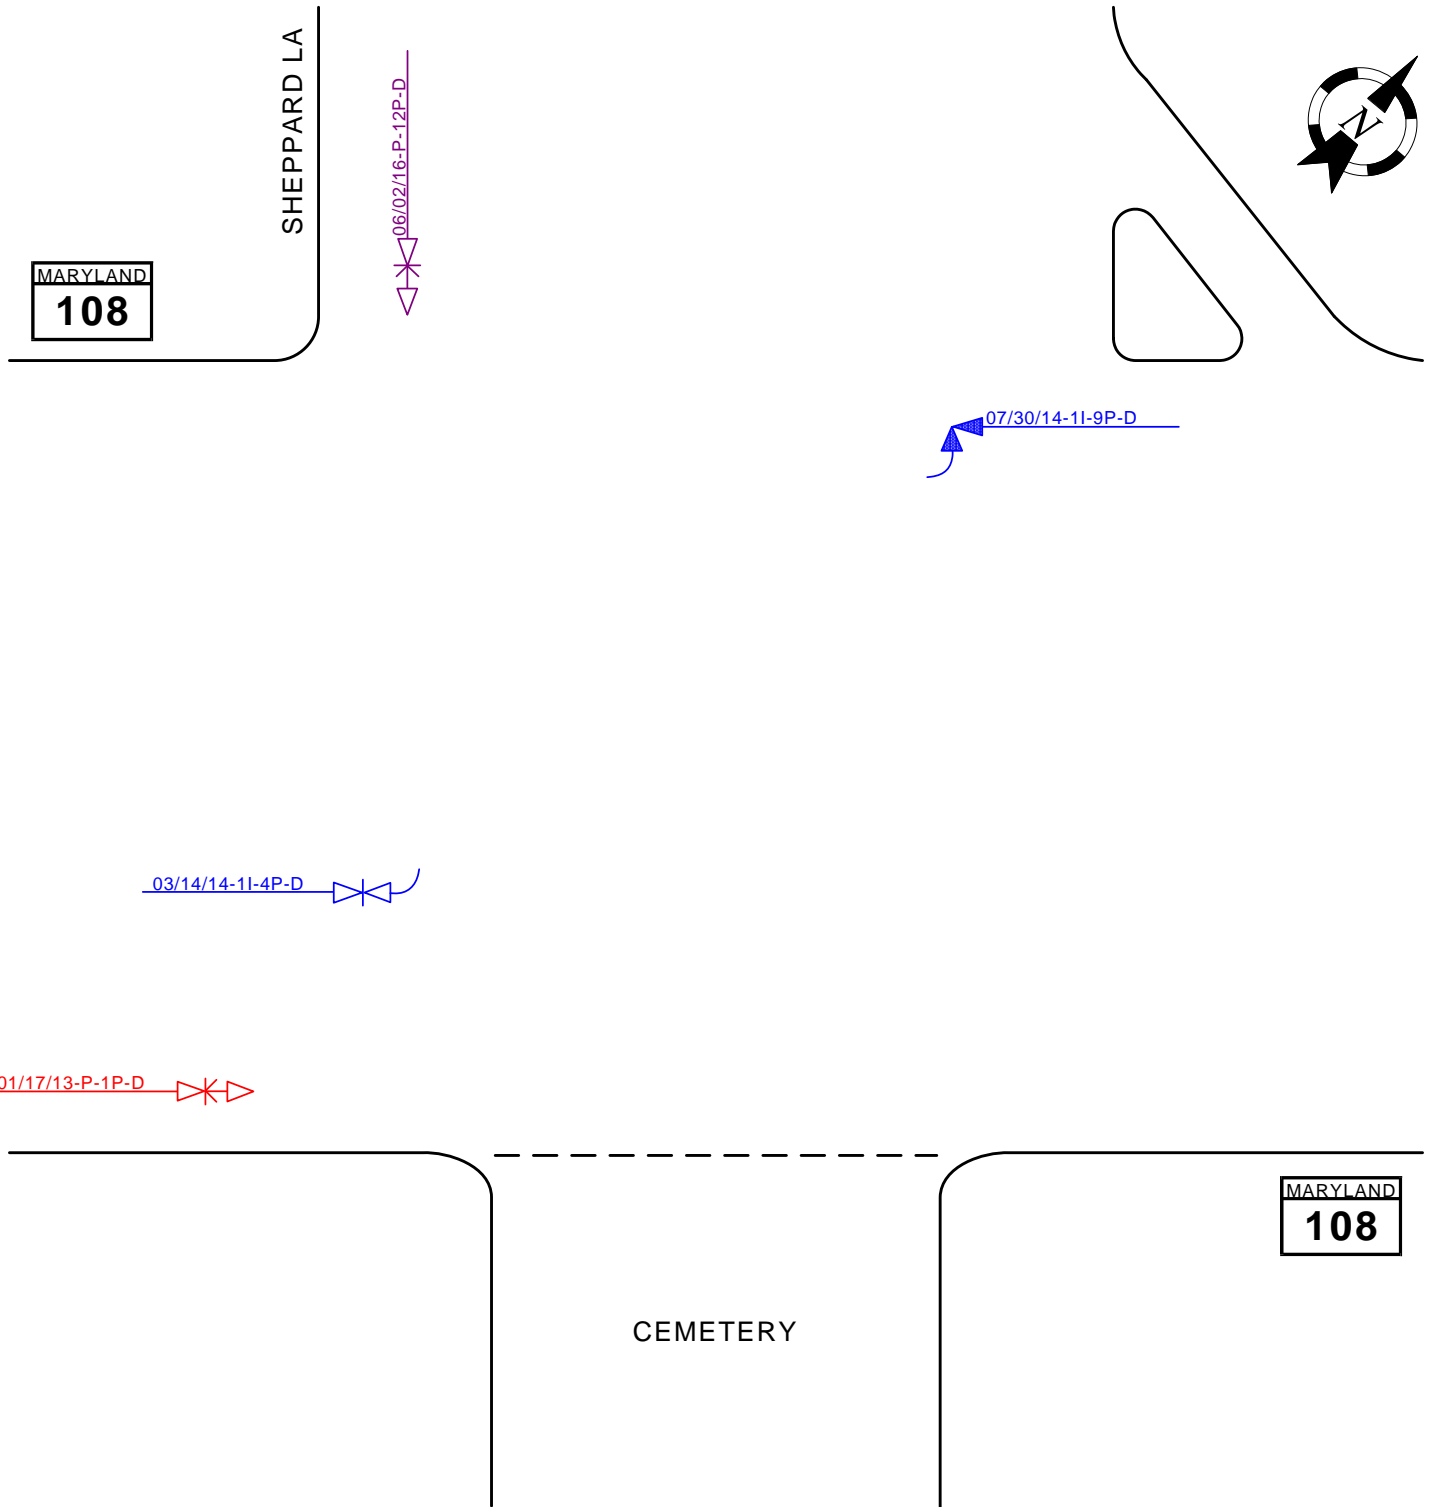 SHEPPARD LA
06/02/16-P-12P-D
N
MARYLAND
108
07/30/14-1I-9P-D
03/14/14-1I-4P-D
01/17/13-P-1P-D
MARYLAND
108
CEMETERY